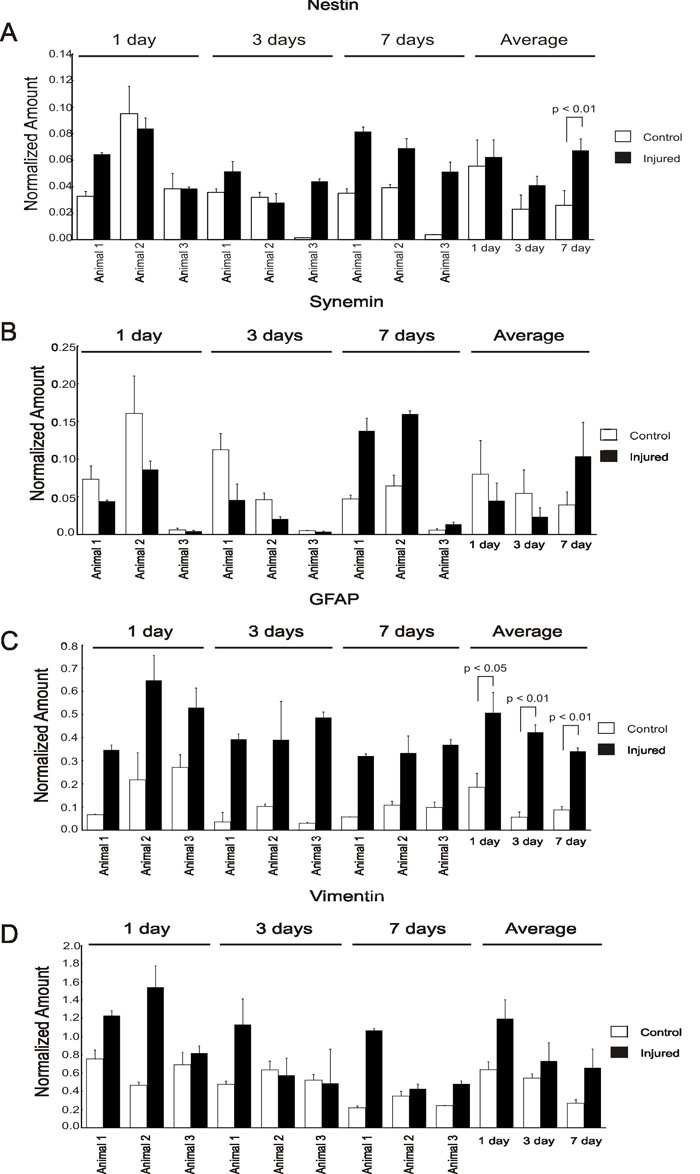 Nestin
A
1 day 3 days 7 days Average
Normalized Amount
0.14
0.12
0.10
0.08
0.06
0.04
0.02
0.00
p < 0.01
Control
Injured
Animal 1 Animal 2 Animal 3 Animal 1 Animal 2 Animal 3 Animal 1 Animal 2 Animal 3 1 day 3 day 7 day
Synemin
B
1 day 3 days 7 days Average
Normalized Amount
0.25
0.20
0.15
0.10
0.05
0.0
Control
Injured
Animal 1 Animal 2 Animal 3 Animal 1 Animal 2 Animal 3 Animal 1 Animal 2 Animal 3 1 day 3 day 7 day
GFAP
C
1 day 3 days 7 days Average
Normalized Amount
0.8
0.7
0.6
0.5
0.4
0.3
0.2
0.1
0.0
p < 0.05
p < 0.01
p < 0.01
Control
Injured
Animal 1 Animal 2 Animal 3 Animal 1 Animal 2 Animal 3 Animal 1 Animal 2 Animal 3 1 day 3 day 7 day
Vimentin
D
1 day 3 days 7 days Average
Normalized Amount
2.0
1.8
1.6
1.4
1.2
1.0
0.8
0.6
0.4
0.2
0.0
Control
Injured
Animal 1 Animal 2 Animal 3 Animal 1 Animal 2 Animal 3 Animal 1 Animal 2 Animal 3 1 day 3 day 7 day